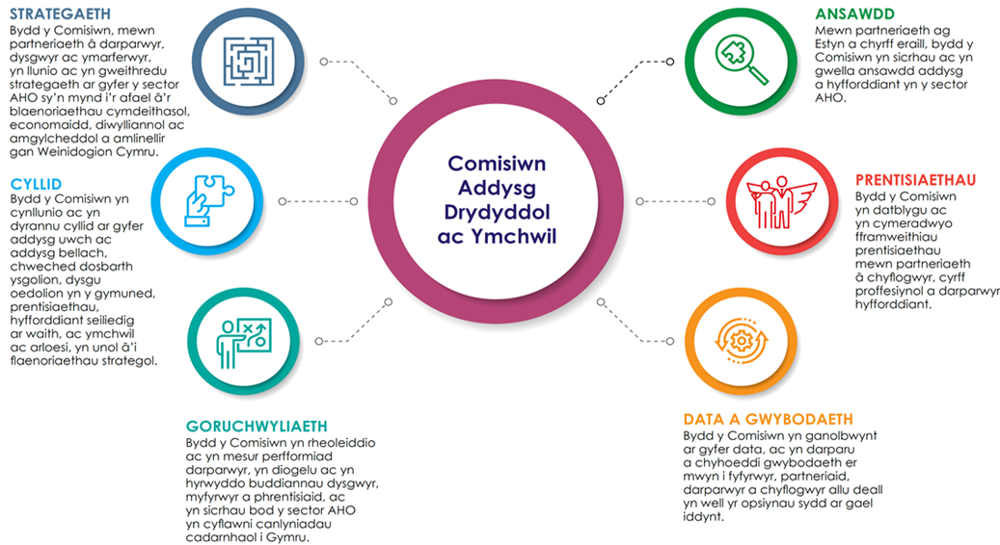 STRATEGAETH
Bydd y Comisiwn, mewn
partneriaeth â darparwyr,
dysgwyr ac ymarferwyr,
yn llunio ac yn gweithredu
strategaeth ar gyfer y sector
AHO sy'n mynd i'r afael â'r
blaenoriaethau cymdeithasol,
economaidd, diwylliannol ac
amgylcheddol a amlinellir
gan Weinidogion Cymru.
CYLLID
Bydd y Comisiwn yn
cynllunio ac yn
dyrannu cyllid ar gyfer
addysg uwch ac
addysg bellach,
chweched dosbarth
ysgolion, dysgu
oedolion yn y gymuned,
prentisiaethau,
hyfforddiant seiliedig
ar waith, ac ymchwil
ac arloesi, yn unol â'i
flaenoriaethau strategol.
GORUCHWYLIAETH
Bydd y Comisiwn yn rheoleiddio
ac yn mesur perfformiad
darparwyr, yn diogelu ac yn
hyrwyddo buddiannau dysgwyr,
myfyrwyr a phrentisiaid, ac
yn sicrhau bod y sector AHO
yn cyflawni canlyniadau
cadarnhaol i Gymru.
Comisiwn
Addysg
Drydyddol
ac Ymchwil
ANSAWDD
Mewn partneriaeth ag
Estyn a chyrff eraill, bydd y
Comisiwn yn sicrhau ac yn
gwella ansawdd addysg
a hyfforddiant yn y sector
AHO.
PRENTISIAETHAU
Bydd y Comisiwn
yn datblygu ac
yn cymeradwyo
fframweithiau
prentisiaethau
mewn partneriaeth
â chyflogwyr, cyrff
proffesiynol a darparwyr
hyfforddiant.
DATA A GWYBODAETH
Bydd y Comisiwn yn ganolbwynt
ar gyfer data, ac yn darparu
a chyhoeddi gwybodaeth er
mwyn i fyfyrwyr, partneriaid,
darparwyr a chyflogwyr allu deall
yn well yr opsiynau sydd ar gael
iddynt.